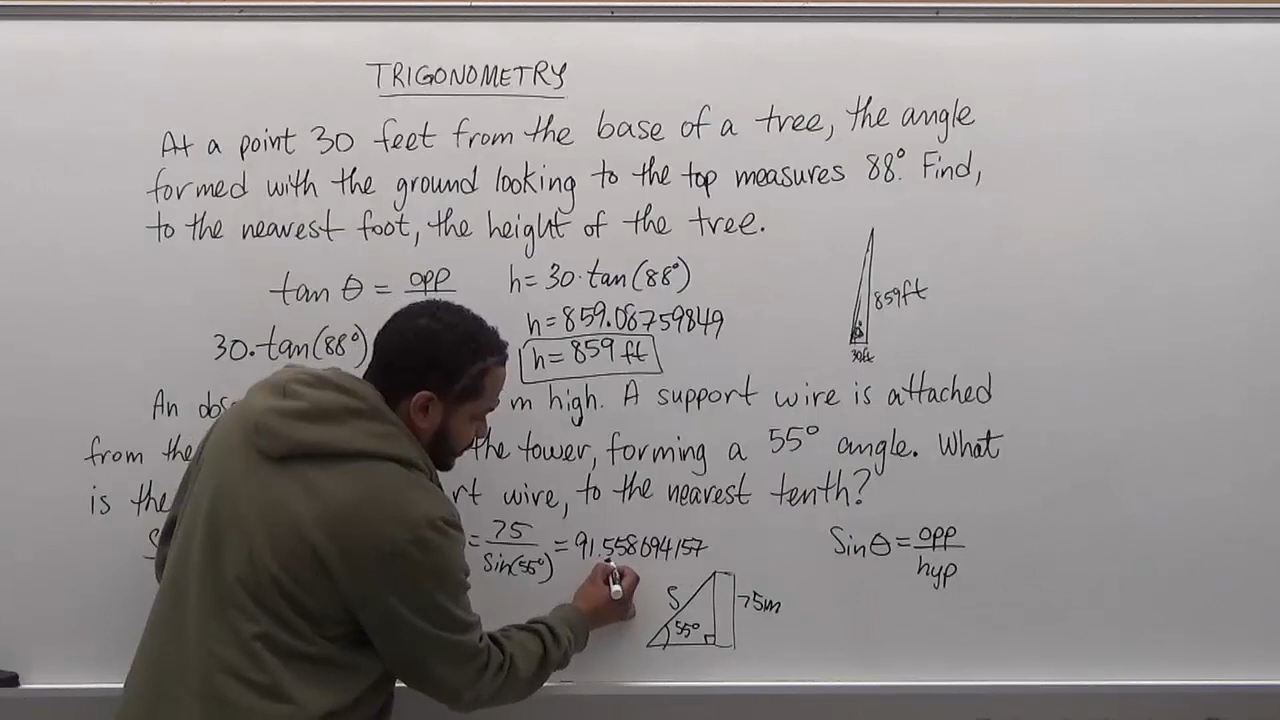 TRIGONOMETRY
At a point 30 feet from the base of a tree, the angle
formed with the ground looking to the top measures 88°. Find,
to the nearest foot, the height of the tree.
tan θ = opp
h = 30·tan(88°)
30·tan(88°)
h = 859.08759849
h = 859 ft
859ft
30ft
An m high. A support wire is attached
from the the tower, forming a 55° angle. What
is the wire, to the nearest tenth?
= 75 / sin(55°) = 91.558094157
Sin θ = opp / hyp
S
55°
75m